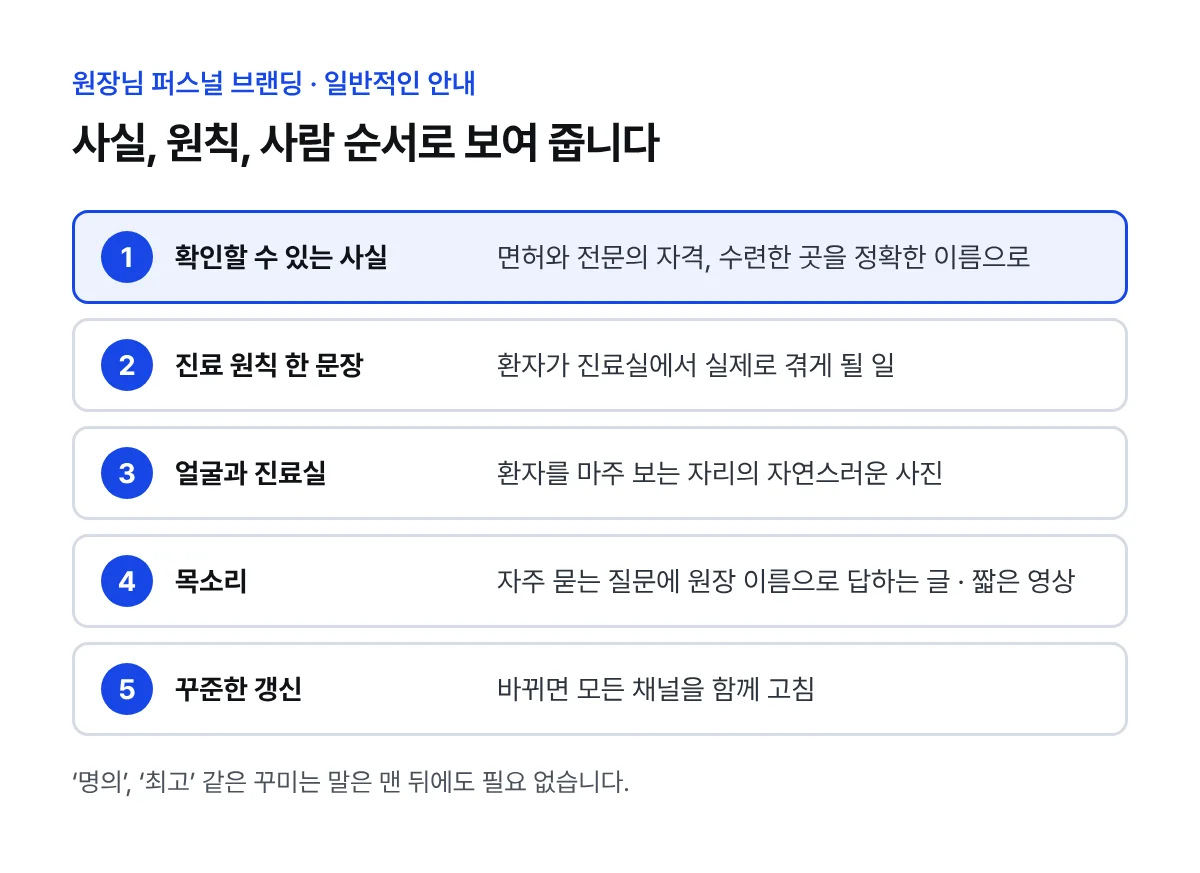 원장님 퍼스널 브랜딩 · 일반적인 안내
사실, 원칙, 사람 순서로 보여 줍니다
1 확인할 수 있는 사실 면허와 전문의 자격, 수련한 곳을 정확한 이름으로
2 진료 원칙 한 문장 환자가 진료실에서 실제로 겪게 될 일
3 얼굴과 진료실 환자를 마주 보는 자리의 자연스러운 사진
4 목소리 자주 묻는 질문에 원장 이름으로 답하는 글 · 짧은 영상
5 꾸준한 갱신 바뀌면 모든 채널을 함께 고침
‘명의’, ‘최고’ 같은 꾸미는 말은 맨 뒤에도 필요 없습니다.